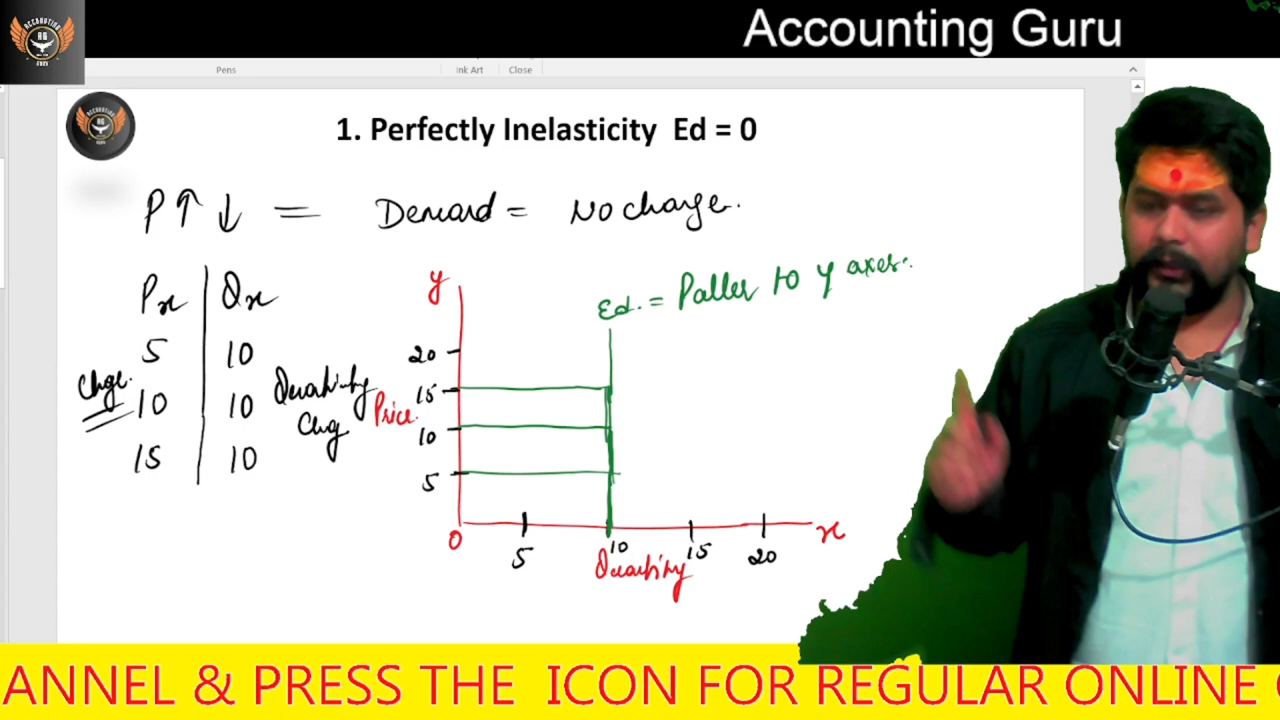 Accounting Guru
Pens
Ink Art
Close
1. Perfectly Inelasticity Ed = 0
P ↑ ↓ = Demand = No change.
Px | Qx
5 | 10
Chge. 10 | 10
15 | 10
Quantity
Chg
Ed. = Paller to y axes.
y
20
15
Price.
10
5
0
5
10
15
20
x
Quantity
ANNEL & PRESS THE ICON FOR REGULAR ONLINE